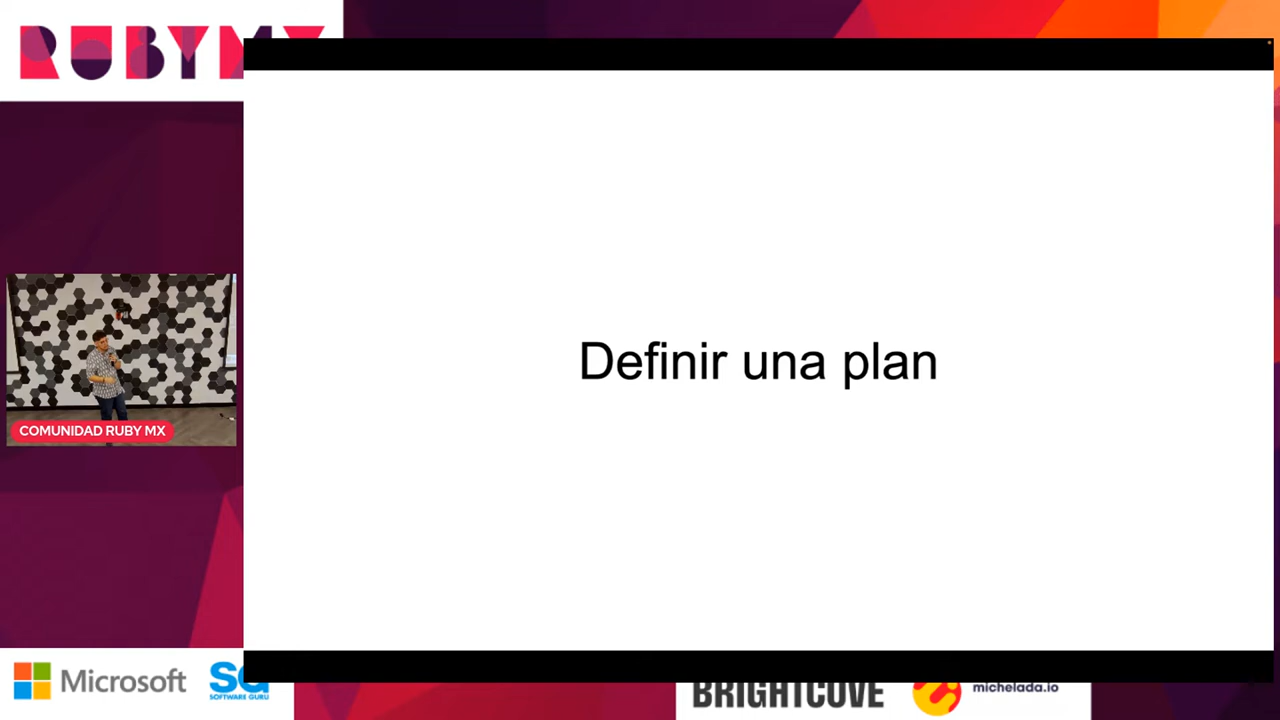 RUBYMX
Definir una plan
COMUNIDAD RUBY MX
Microsoft
SG
SOFTWARE GURU
BRIGHTCOVE
michelada.io